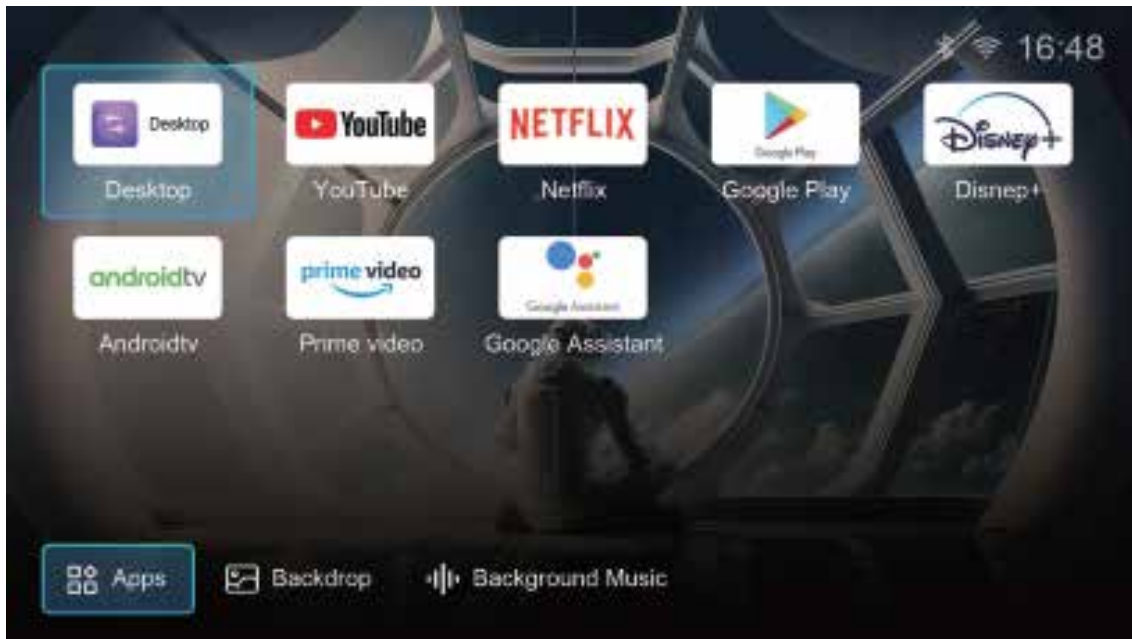 16:48
Desktop
YouTube
NETFLIX
Google Play
Disney+
Desktop
YouTube
Netflix
Google Play
Disnep+
androidtv
prime video
Google Assistant
Androidtv
Prime video
Google Assistant
Apps
Backdrop
Background Music